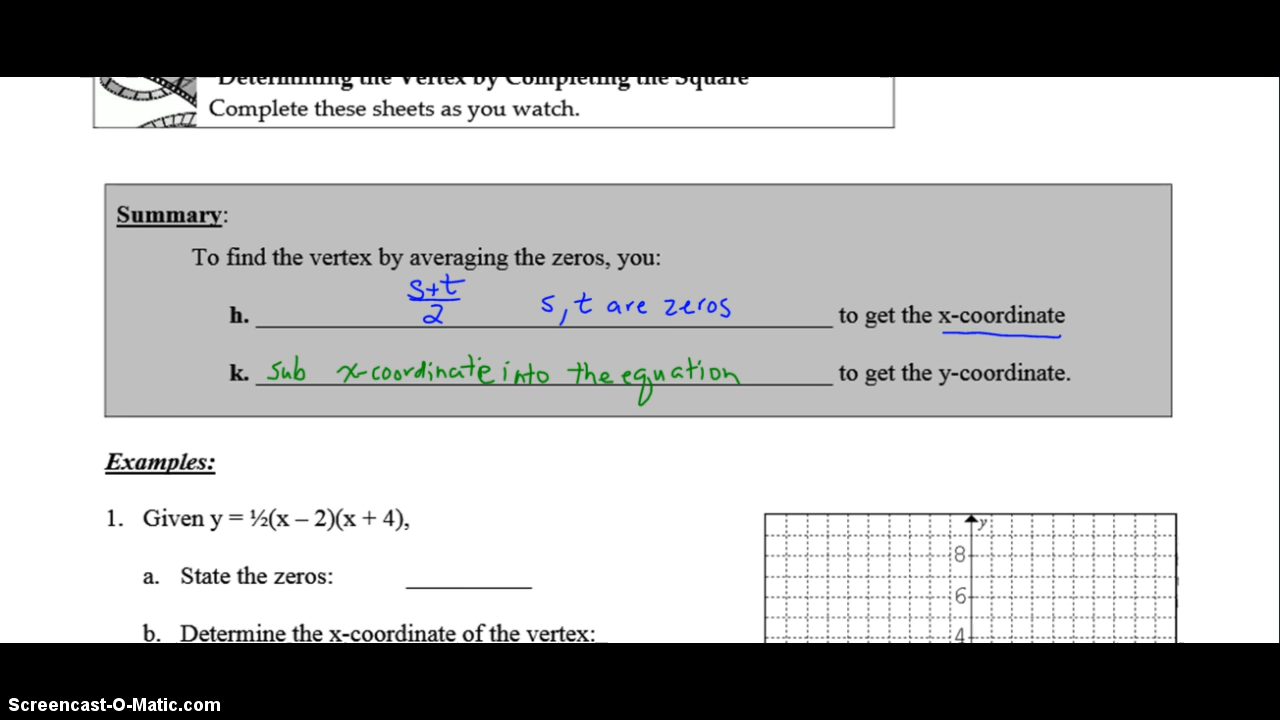 Determining the Vertex by Completing the Square
Complete these sheets as you watch.
Summary:
To find the vertex by averaging the zeros, you:
h. s+t/2 s, t are zeros to get the x-coordinate
k. sub x-coordinate into the equation to get the y-coordinate.
Examples:
1. Given y = ½(x – 2)(x + 4),
y
a. State the zeros:
8
6
b. Determine the x-coordinate of the vertex:
4
Screencast-O-Matic.com